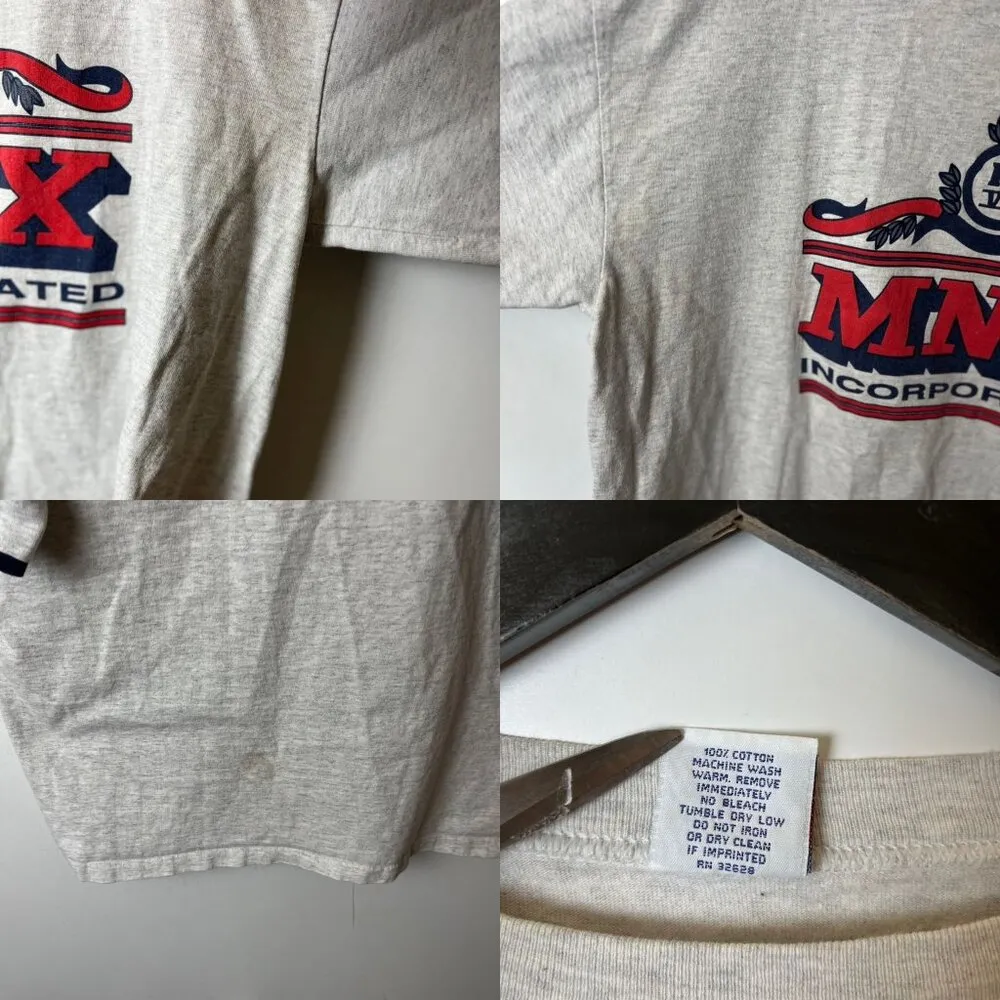 X
ATED
MN
INCORPOR
100% COTTON
MACHINE WASH
WARM. REMOVE
IMMEDIATELY
NO BLEACH
TUMBLE DRY LOW
DO NOT IRON
OR DRY CLEAN
IF IMPRINTED
RN 32628